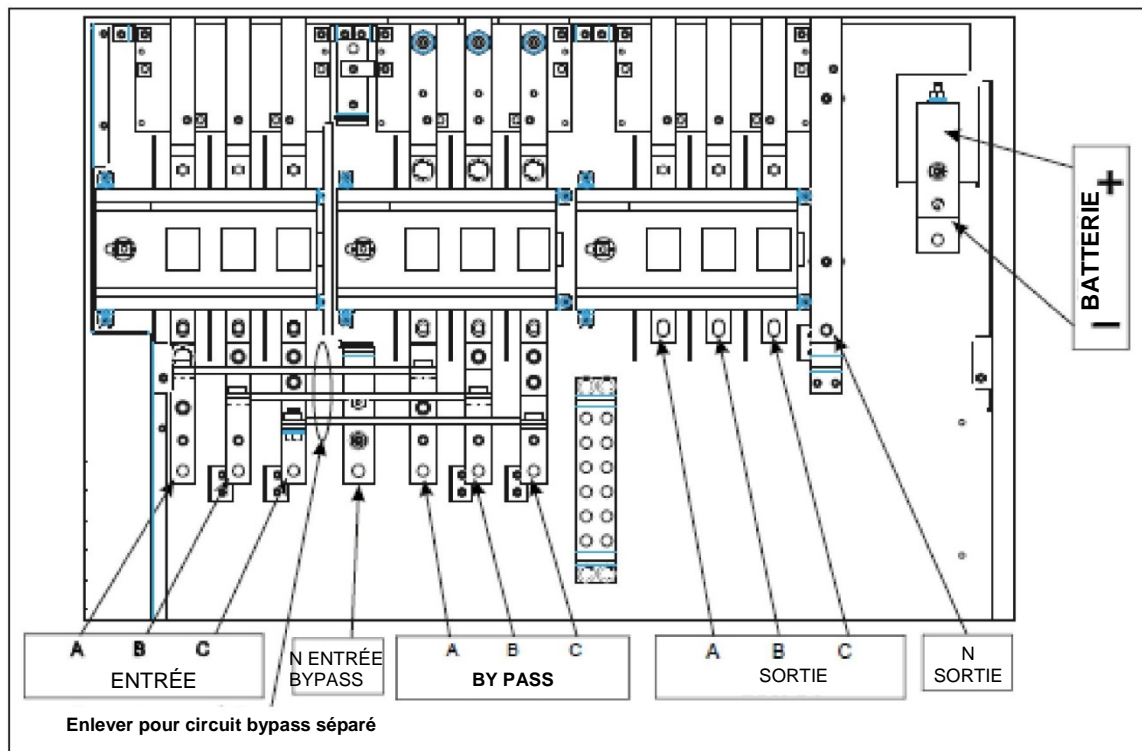 +
BATTERIE
–
A B C
ENTRÉE
N ENTRÉE
BYPASS
A B C
BY PASS
A B C
SORTIE
N
SORTIE
Enlever pour circuit bypass séparé